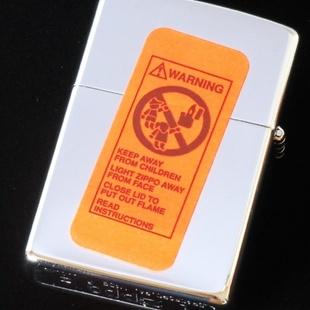 WARNING
KEEP AWAY
FROM CHILDREN
LIGHT ZIPPO AWAY
FROM FACE
CLOSE LID TO
PUT OUT FLAME
READ
INSTRUCTIONS